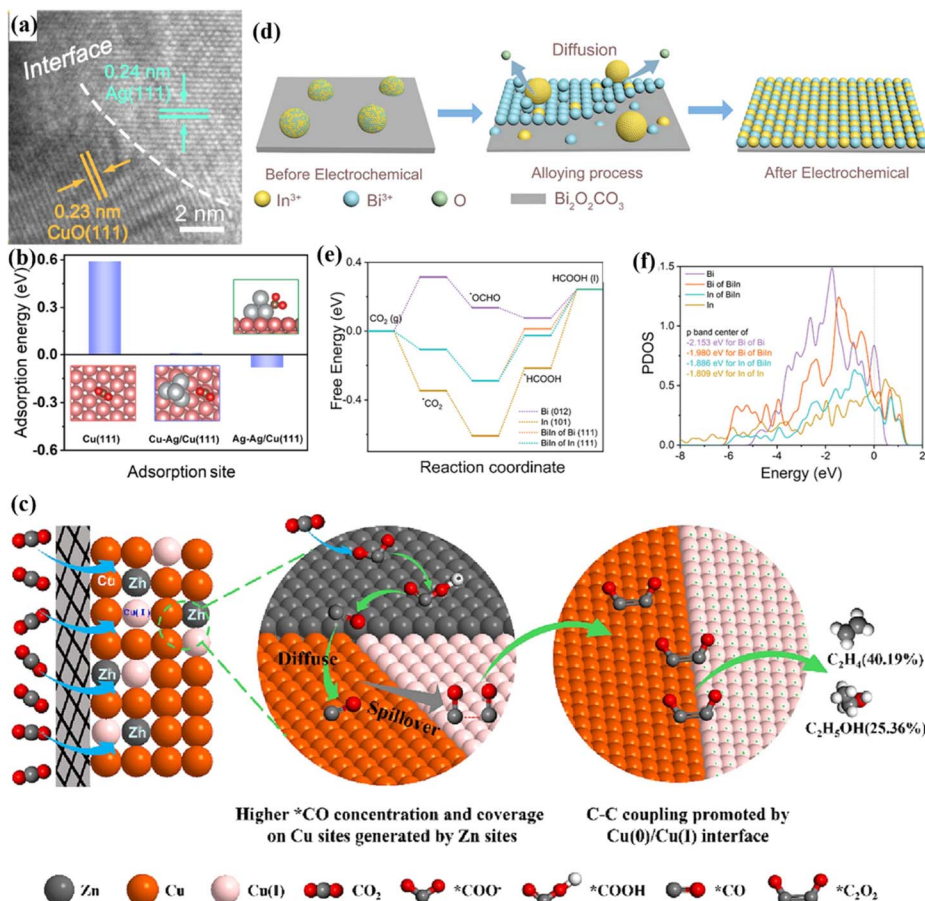 (a)
Interface
0.24 nm
Ag(111)
0.23 nm
CuO(111)
2 nm
(d)
Diffusion
Before Electrochemical
Alloying process
After Electrochemical
In³⁺
Bi³⁺
O
Bi₂O₂CO₃
(b)
Adsorption energy (eV)
0.6
0.3
0.0
-0.3
-0.6
Cu(111)
Cu-Ag/Cu(111)
Ag-Ag/Cu(111)
Adsorption site
(e)
Free Energy (eV)
0.4
0.0
-0.4
CO₂ (g)
*CO₂
*OCHO
*HCOOH
HCOOH (l)
Bi (012)
In (101)
BiIn of Bi (111)
BiIn of In (111)
Reaction coordinate
(f)
PDOS
1.5
1.0
0.5
0.0
Bi
Bi of BiIn
In of BiIn
In
p band center of
-2.153 eV for Bi of Bi
-1.980 eV for Bi of BiIn
-1.886 eV for In of BiIn
-1.809 eV for In of In
-8 -6 -4 -2 0 2
Energy (eV)
(c)
Cu
Zh
Cu(I)
Zh
Zh
Zh
Diffuse
Spillover
C₂H₄(40.19%)
C₂H₅OH(25.36%)
Higher *CO concentration and coverage
on Cu sites generated by Zn sites
C-C coupling promoted by
Cu(0)/Cu(I) interface
Zn
Cu
Cu(I)
CO₂
*COO⁻
*COOH
*CO
*C₂O₂